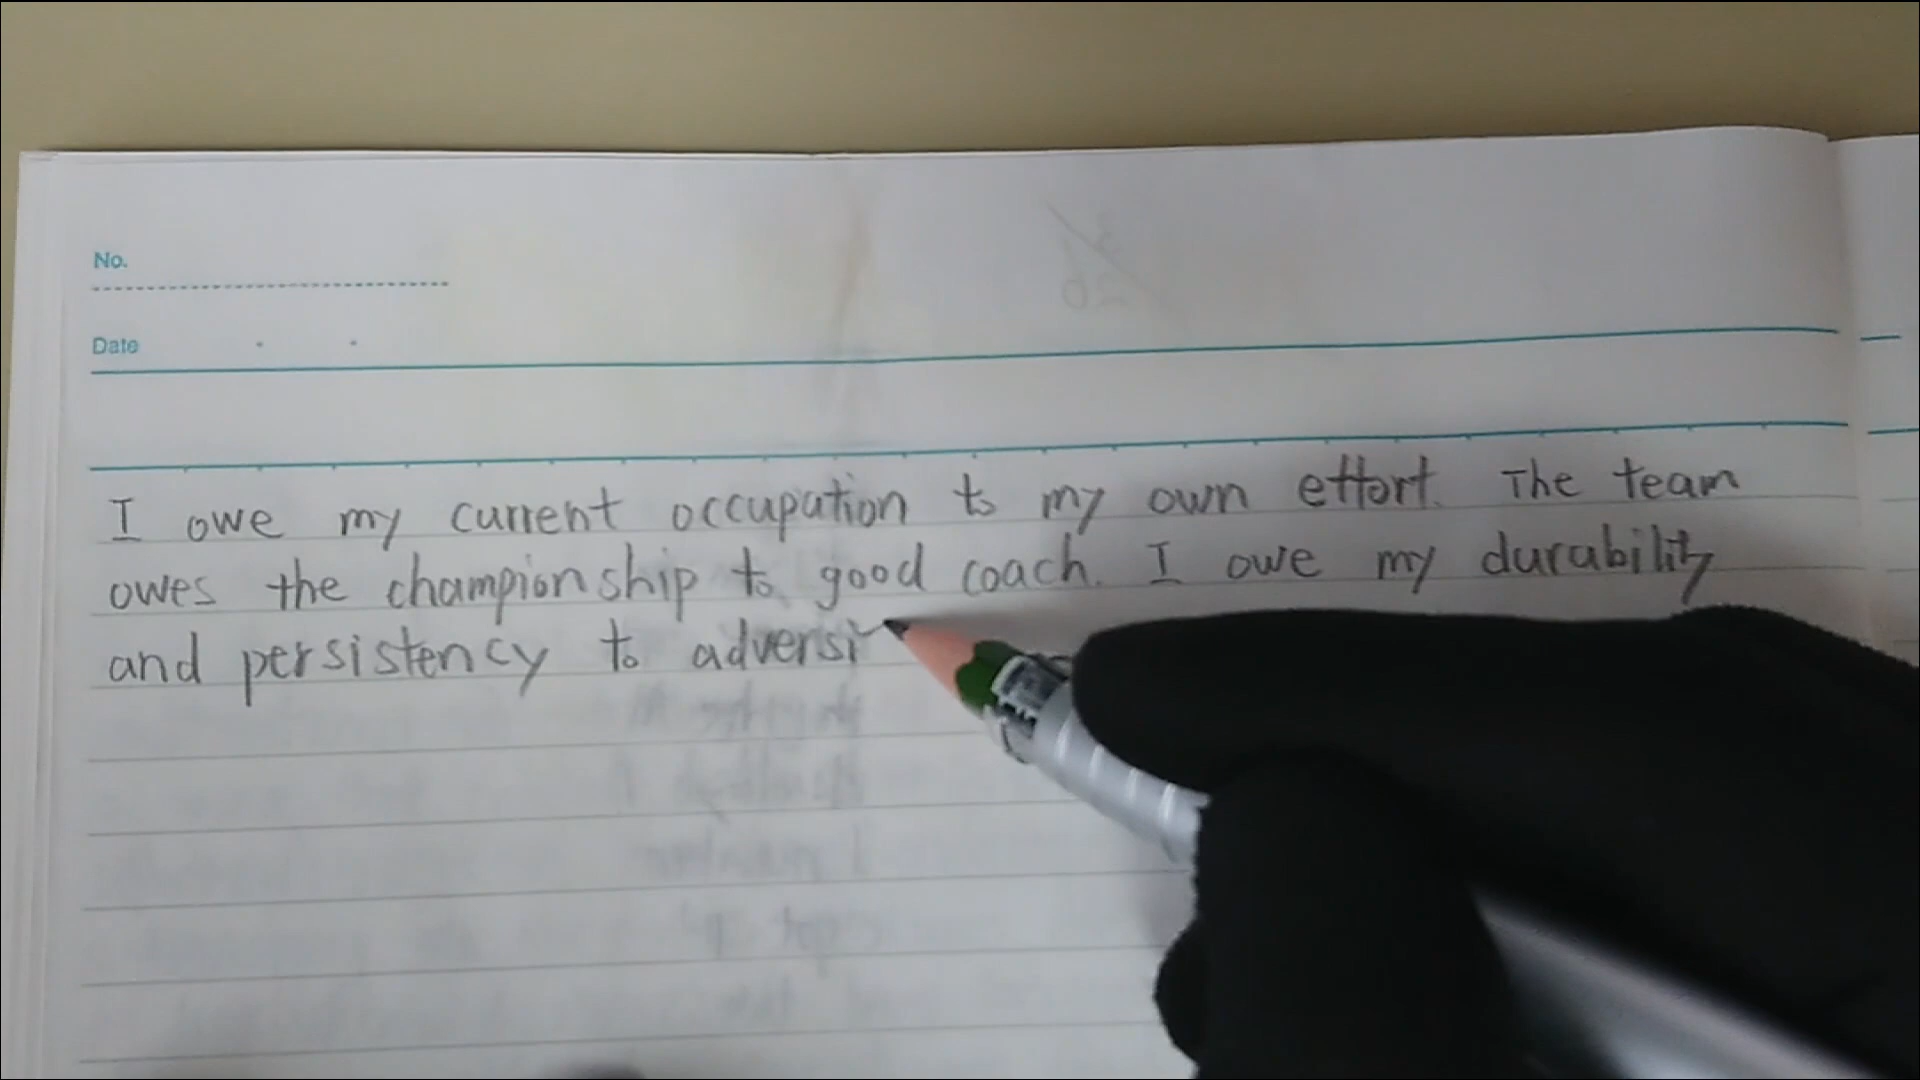 No.
Date
I owe my current occupation to my own effort. The team
owes the championship to good coach. I owe my durability
and persistency to adversi